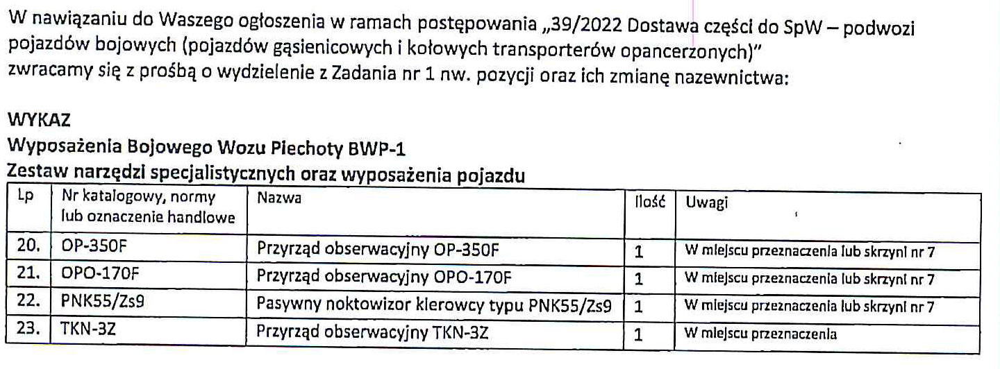 W nawiązaniu do Waszego ogłoszenia w ramach postępowania „39/2022 Dostawa części do SpW – podwozi
pojazdów bojowych (pojazdów gąsienicowych i kołowych transporterów opancerzonych)”
zwracamy się z prośbą o wydzielenie z Zadania nr 1 nw. pozycji oraz ich zmianę nazewnictwa:
WYKAZ
Wyposażenia Bojowego Wozu Piechoty BWP-1
Zestaw narzędzi specjalistycznych oraz wyposażenia pojazdu
Lp Nr katalogowy, normy lub oznaczenie handlowe Nazwa Ilość Uwagi
20. OP-350F Przyrząd obserwacyjny OP-350F 1 W miejscu przeznaczenia lub skrzyni nr 7
21. OPO-170F Przyrząd obserwacyjny OPO-170F 1 W miejscu przeznaczenia lub skrzyni nr 7
22. PNK55/Zs9 Pasywny noktowizor kierowcy typu PNK55/Zs9 1 W miejscu przeznaczenia lub skrzyni nr 7
23. TKN-3Z Przyrząd obserwacyjny TKN-3Z 1 W miejscu przeznaczenia